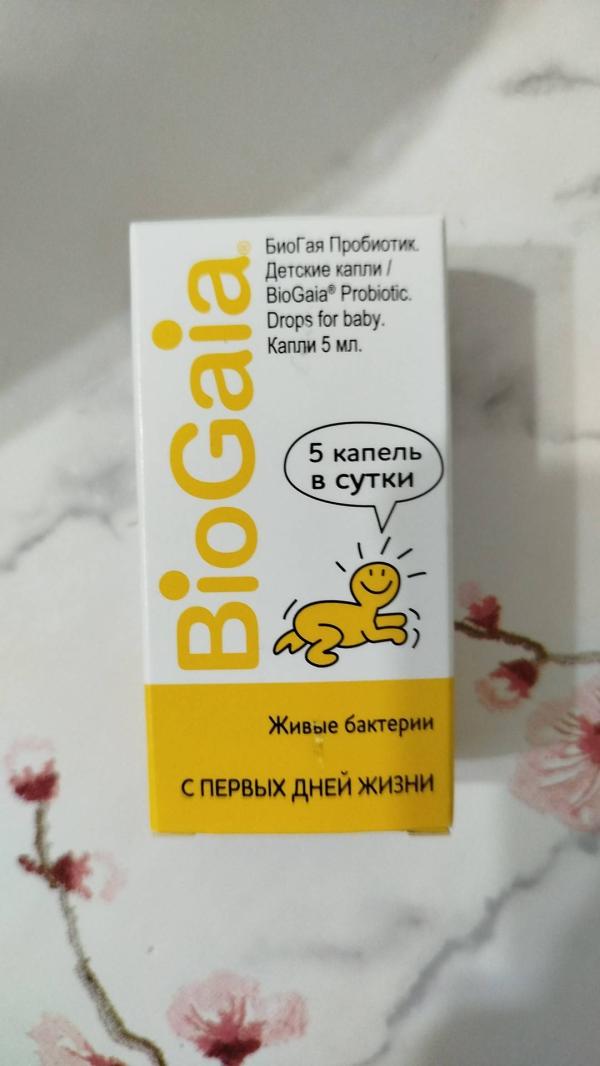 BioGaia®
БиоГая Пробиотик.
Детские капли /
BioGaia® Probiotic.
Drops for baby.
Капли 5 мл.
5 капель
в сутки
Живые бактерии
С ПЕРВЫХ ДНЕЙ ЖИЗНИ